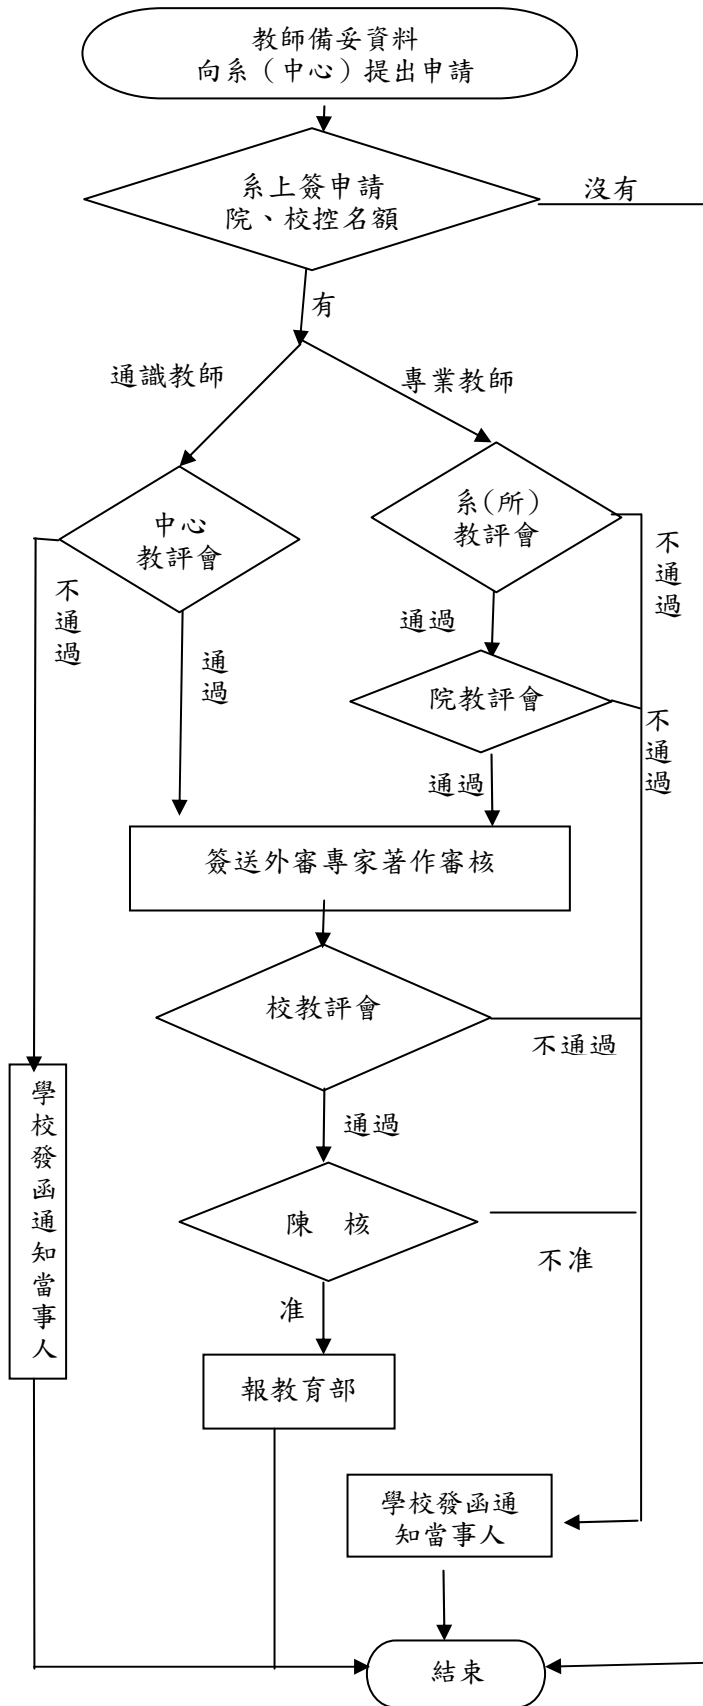 教師備妥資料
向系（中心）提出申請
系上簽申請
院、校控名額
沒有
有
通識教師
專業教師
中心
教評會
系(所)
教評會
不通過
不通過
通過
通過
院教評會
不通過
通過
簽送外審專家著作審核
校教評會
不通過
學校發函通知當事人
通過
陳　核
不准
准
報教育部
學校發函通
知當事人
結束